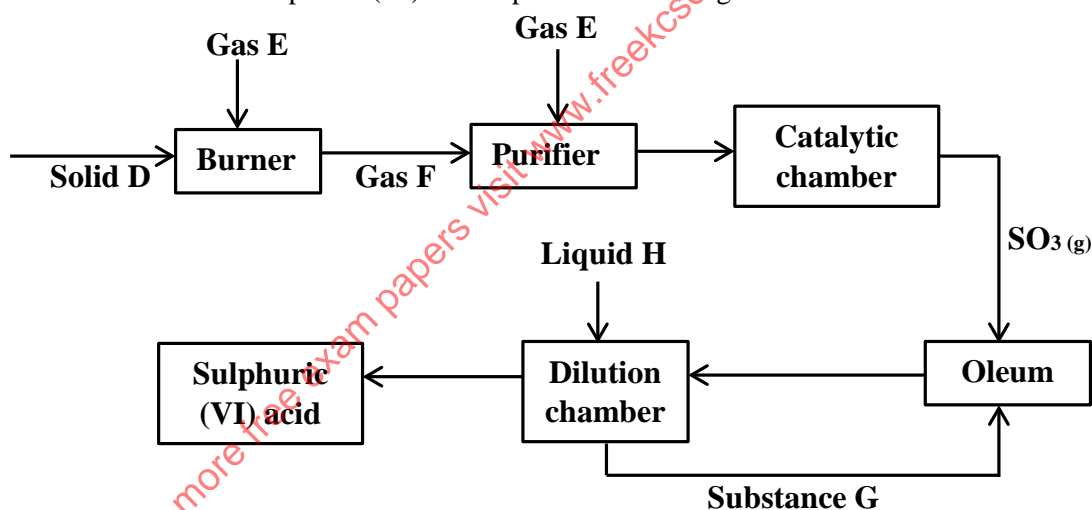 Gas E
Gas E
Solid D
Burner
Gas F
Purifier
Catalytic
chamber
SO3 (g)
Liquid H
Sulphuric
(VI) acid
Dilution
chamber
Oleum
Substance G
more free exam papers visit www.freekcse